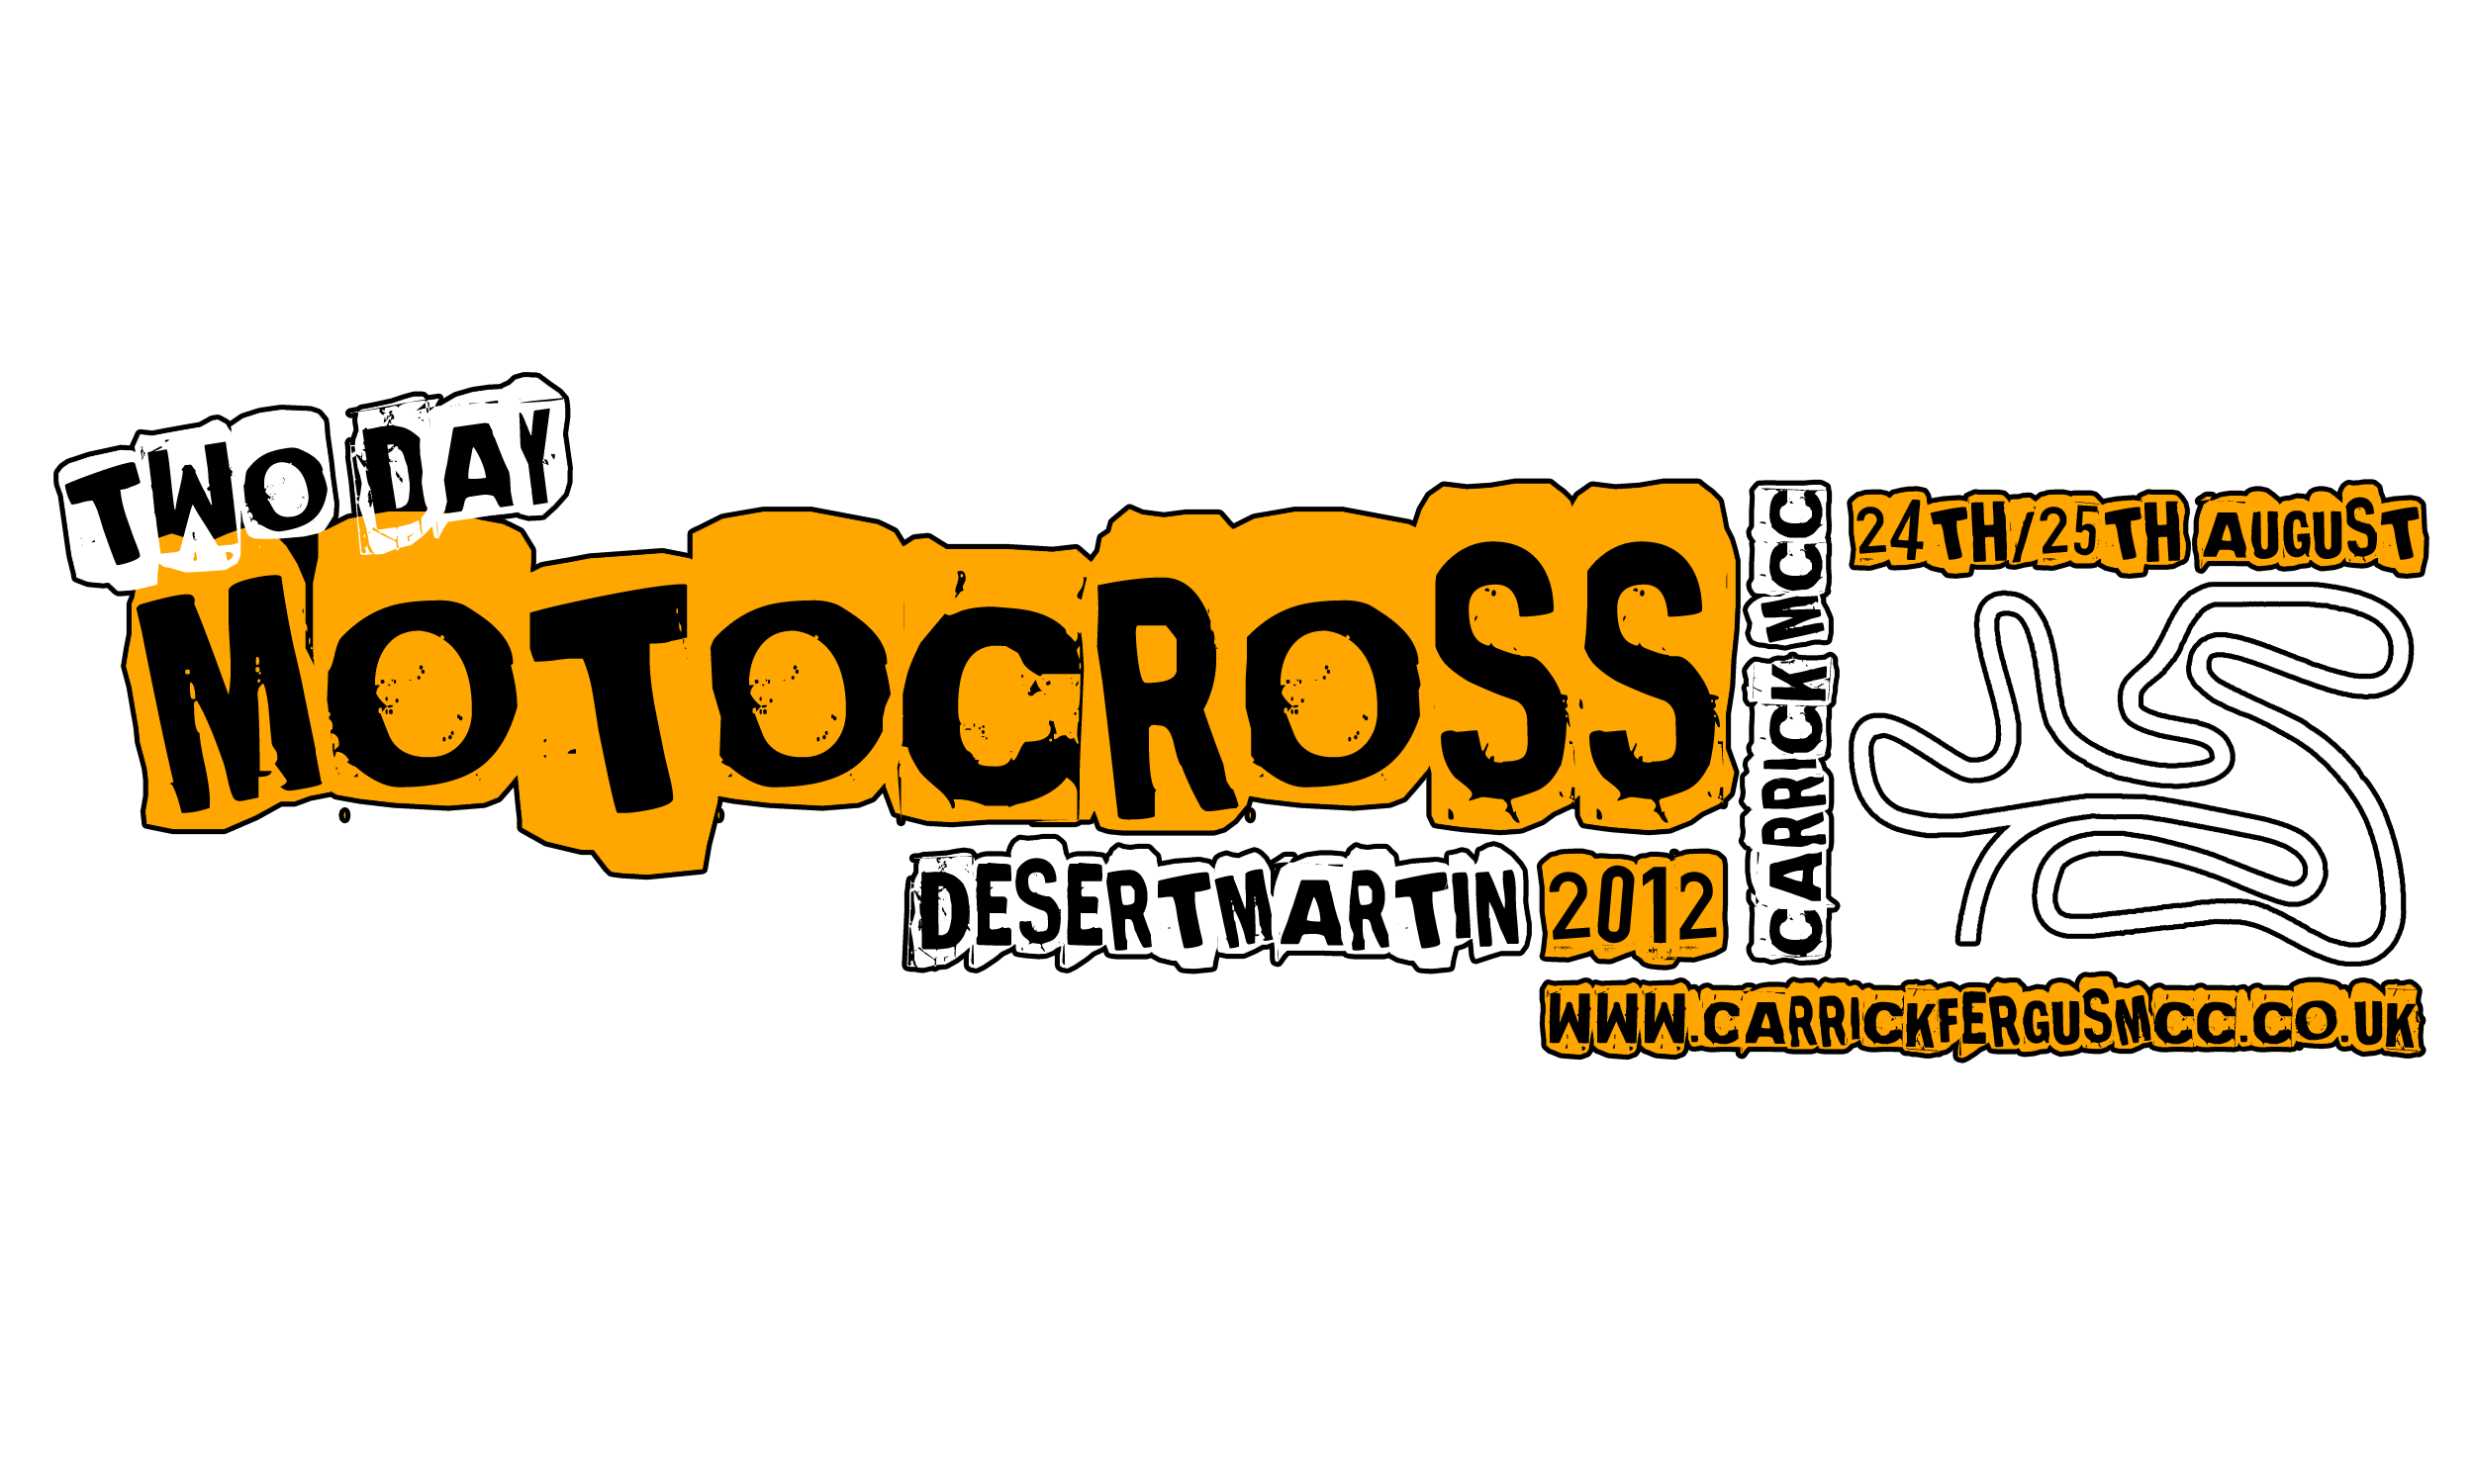 TWO DAY
MOTOCROSS
DESERTMARTIN 2012
CARRICK MCC
24TH/25TH AUGUST
WWW.CARRICKFERGUSMCC.CO.UK